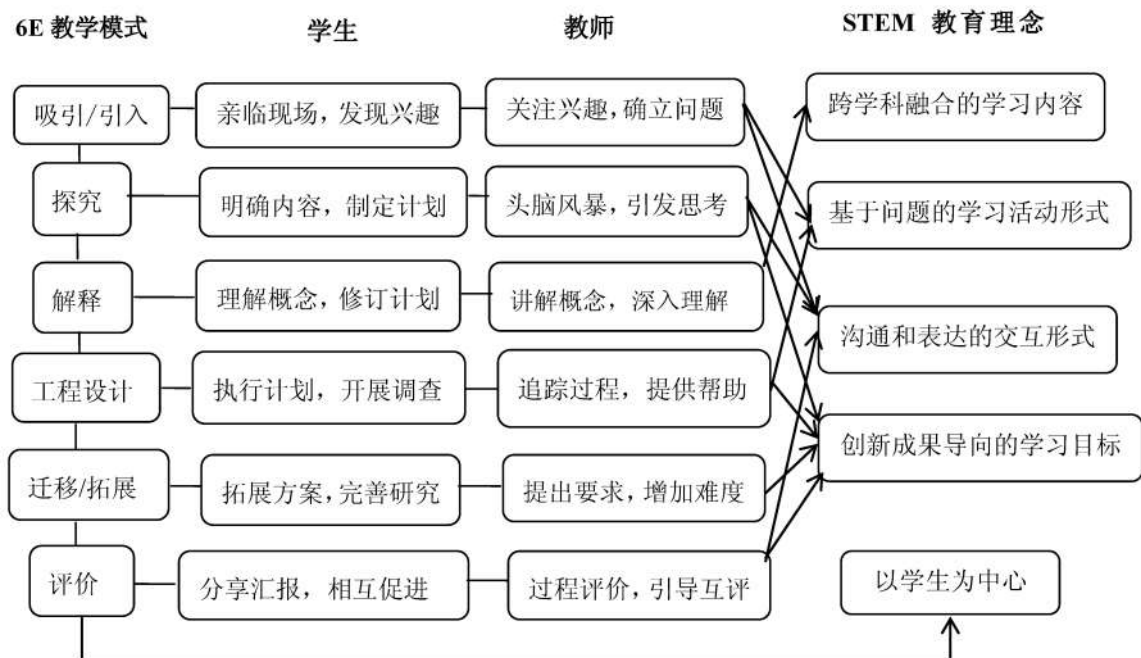 6E 教学模式
学生
教师
STEM 教育理念
吸引/引入
亲临现场，发现兴趣
关注兴趣，确立问题
跨学科融合的学习内容
探究
明确内容，制定计划
头脑风暴，引发思考
基于问题的学习活动形式
解释
理解概念，修订计划
讲解概念，深入理解
沟通和表达的交互形式
工程设计
执行计划，开展调查
追踪过程，提供帮助
创新成果导向的学习目标
迁移/拓展
拓展方案，完善研究
提出要求，增加难度
评价
分享汇报，相互促进
过程评价，引导互评
以学生为中心